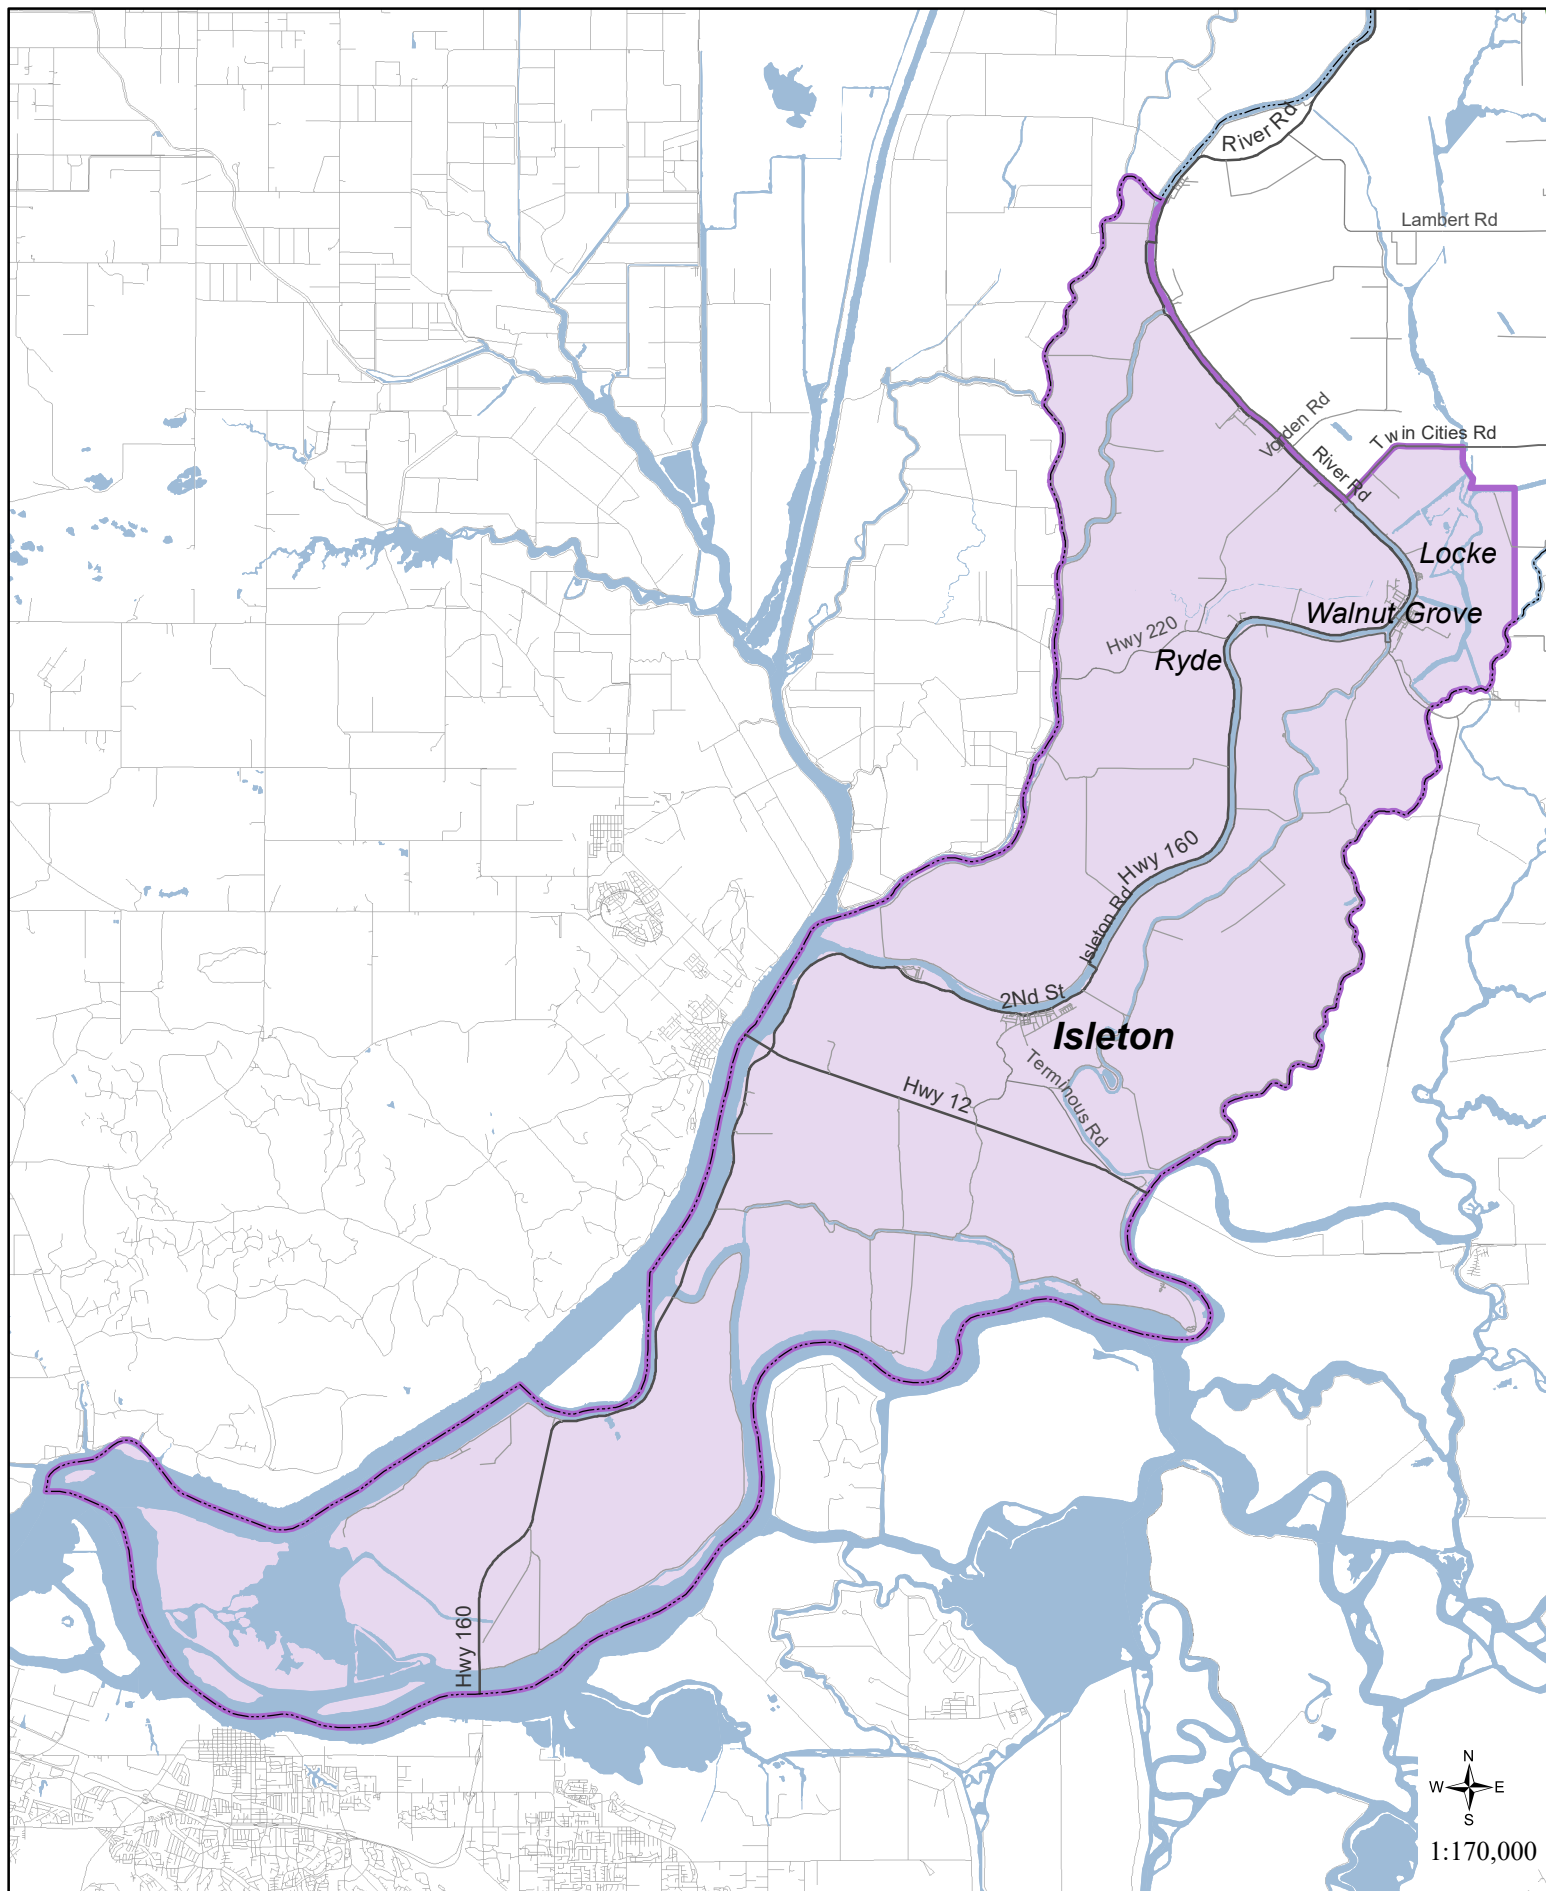 River Rd
Lambert Rd
Vorden Rd
Twin Cities Rd
River Rd
Locke
Walnut Grove
Hwy 220
Ryde
Hwy 160
Isleton Rd
2Nd St
Isleton
Terminous Rd
Hwy 12
Hwy 160
N
W E
S
1:170,000